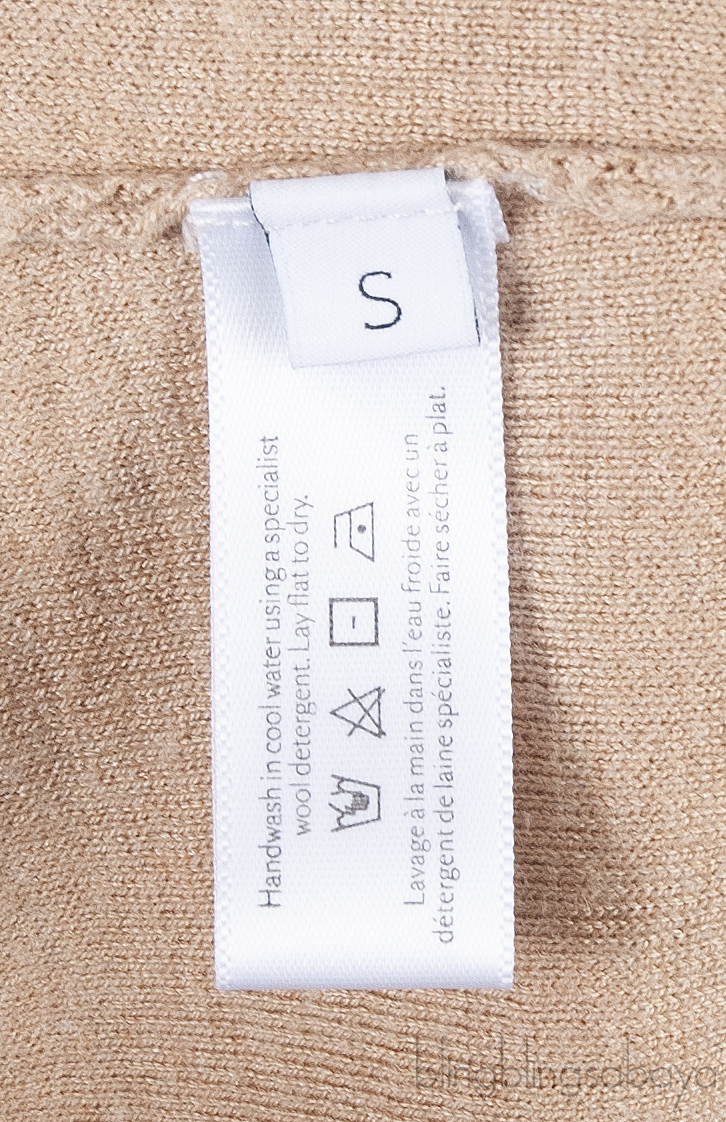 S
Handwash in cool water using a specialist
wool detergent. Lay flat to dry.
Lavage à la main dans l'eau froide avec un
détergent de laine spécialiste. Faire sécher à plat.
blingblingsabaya